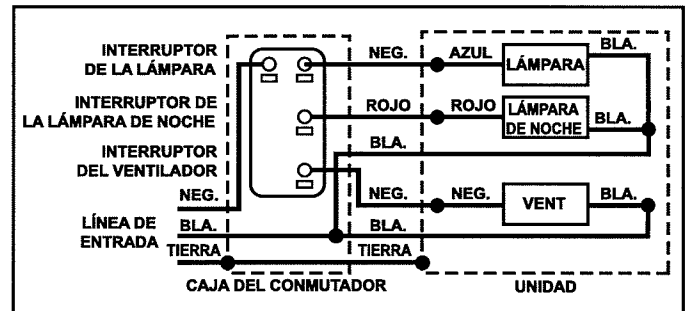 INTERRUPTOR
DE LA LÁMPARA
NEG.
AZUL
LÁMPARA
BLA.
INTERRUPTOR DE
LA LÁMPARA DE NOCHE
ROJO
ROJO
LÁMPARA
DE NOCHE
BLA.
INTERRUPTOR
DEL VENTILADOR
BLA.
NEG.
NEG.
NEG.
VENT
BLA.
LÍNEA DE
ENTRADA
BLA.
BLA.
TIERRA
TIERRA
CAJA DEL CONMUTADOR
UNIDAD